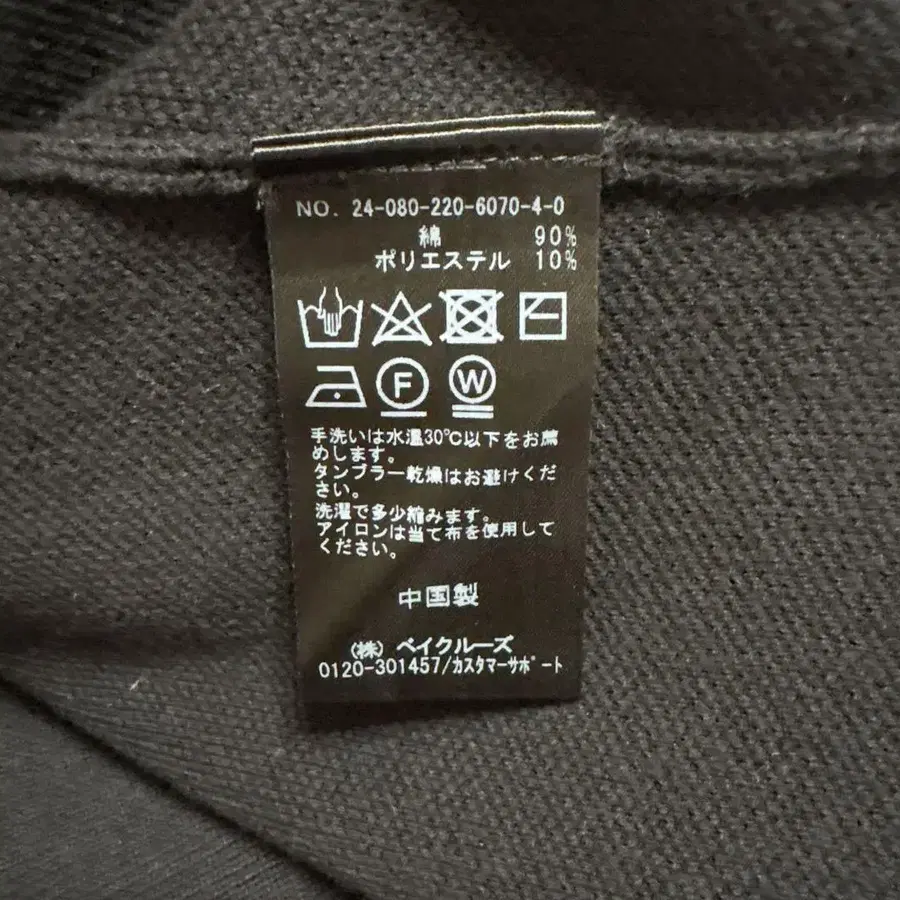 NO. 24-080-220-6070-4-0
綿 90%
ポリエステル 10%
F W
手洗いは水温30℃以下をお薦
めします。
タンブラー乾燥はお避けくだ
さい。
洗濯で多少縮みます。
アイロンは当て布を使用して
ください。
中国製
(株) ベイクルーズ
0120-301457/カスタマーサポート